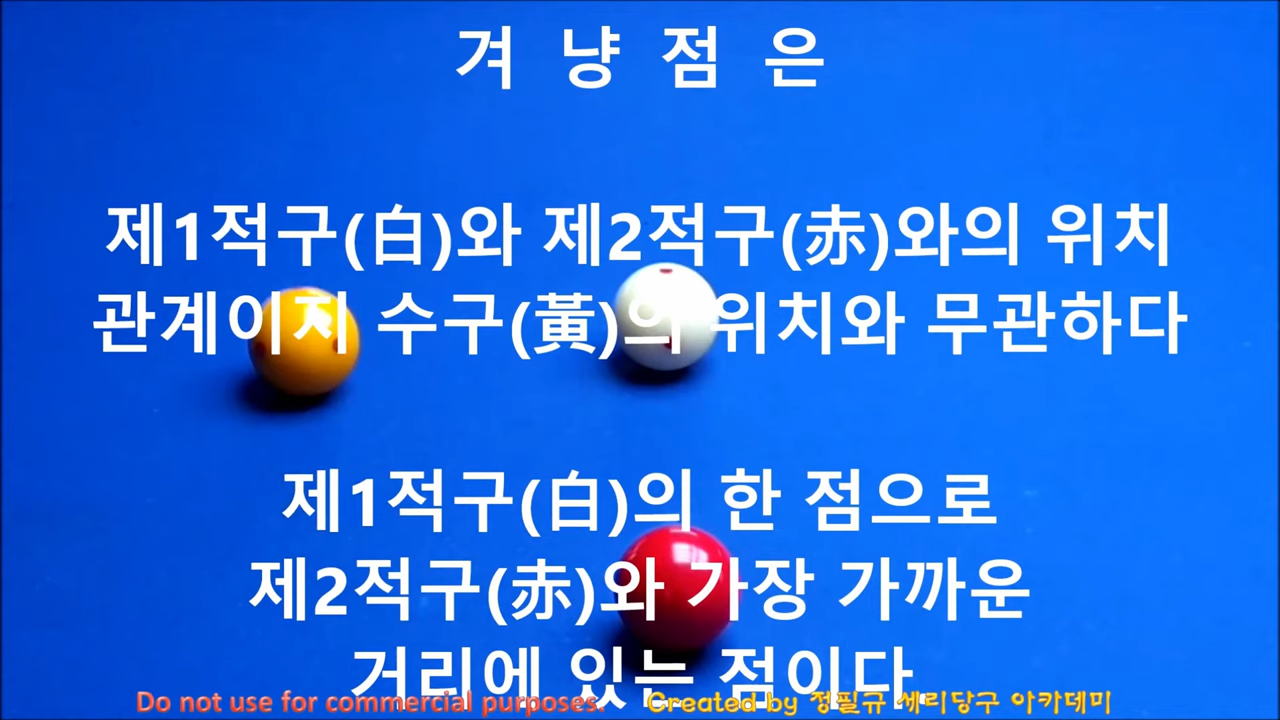 겨 냥 점 은
제1적구(白)와 제2적구(赤)와의 위치
관계이지 수구(黃)의 위치와 무관하다
제1적구(白)의 한 점으로
제2적구(赤)와 가장 가까운
거리에 잇는 점이다.
Do not use for commercial purposes. Created by 정필규 세리당구 아카데미